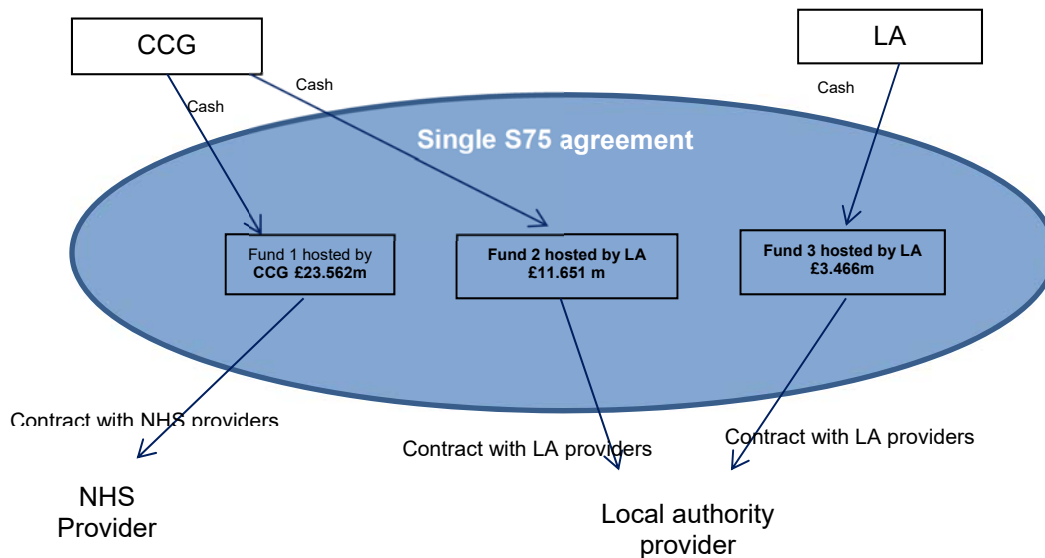 CCG
LA
Cash
Cash
Cash
Single S75 agreement
Fund 1 hosted by
CCG £23.562m
Fund 2 hosted by LA
£11.651 m
Fund 3 hosted by LA
£3.466m
Contract with NHS providers
Contract with LA providers
Contract with LA providers
NHS
Provider
Local authority
provider